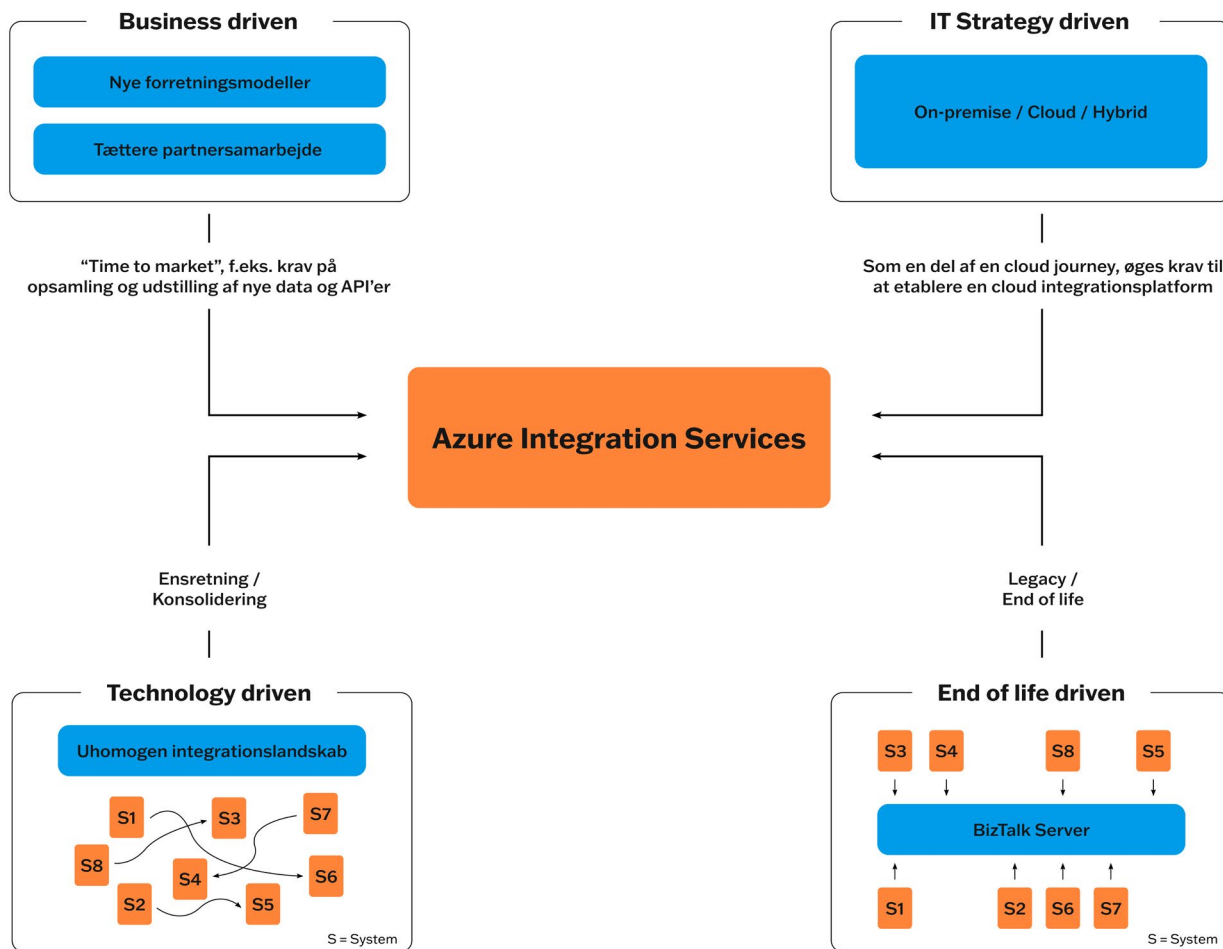 Business driven
Nye forretningsmodeller
Tættere partnersamarbejde
“Time to market”, f.eks. krav på
opsamling og udstilling af nye data og API’er
IT Strategy driven
On-premise / Cloud / Hybrid
Som en del af en cloud journey, øges krav til
at etablere en cloud integrationsplatform
Azure Integration Services
Ensretning /
Konsolidering
Technology driven
Uhomogen integrationslandskab
S1
S3
S7
S8
S4
S6
S2
S5
S = System
Legacy /
End of life
End of life driven
S3 S4 S8 S5
BizTalk Server
S1 S2 S6 S7
S = System